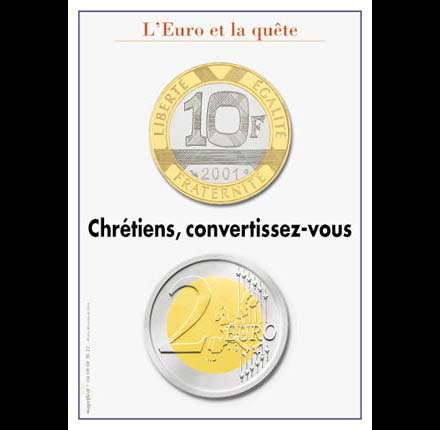 L'Euro et la quête
LIBERTÉ
ÉGALITÉ
10F
2001
FRATERNITÉ
Chrétiens, convertissez-vous
2 EURO